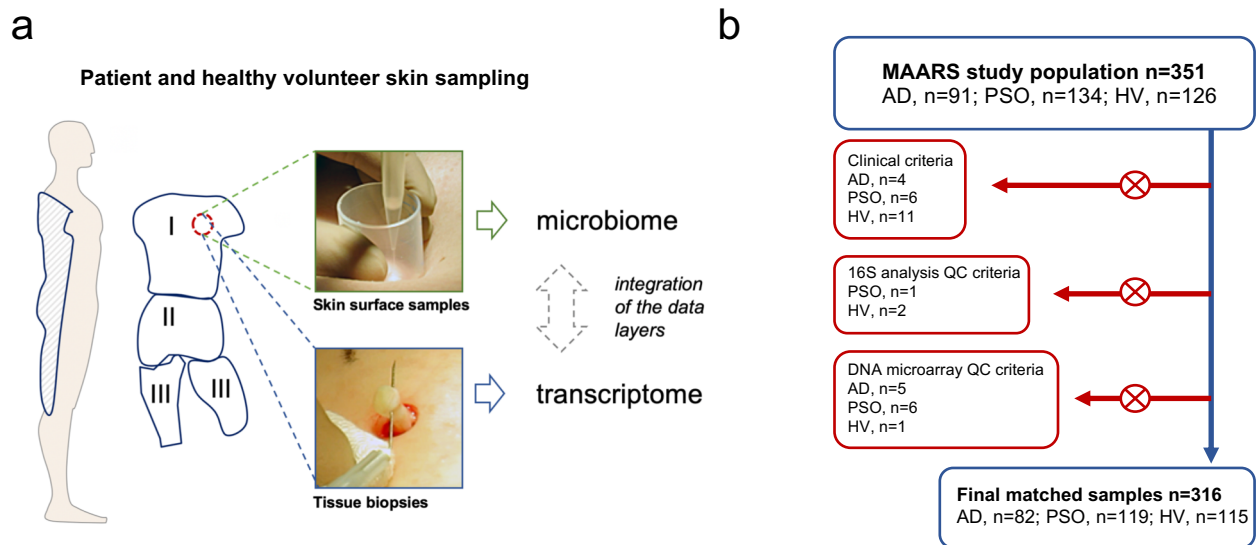 a
Patient and healthy volunteer skin sampling
I
II
III
III
Skin surface samples
microbiome
integration
of the data
layers
Tissue biopsies
transcriptome
b
MAARS study population n=351
AD, n=91; PSO, n=134; HV, n=126
Clinical criteria
AD, n=4
PSO, n=6
HV, n=11
16S analysis QC criteria
PSO, n=1
HV, n=2
DNA microarray QC criteria
AD, n=5
PSO, n=6
HV, n=1
Final matched samples n=316
AD, n=82; PSO, n=119; HV, n=115